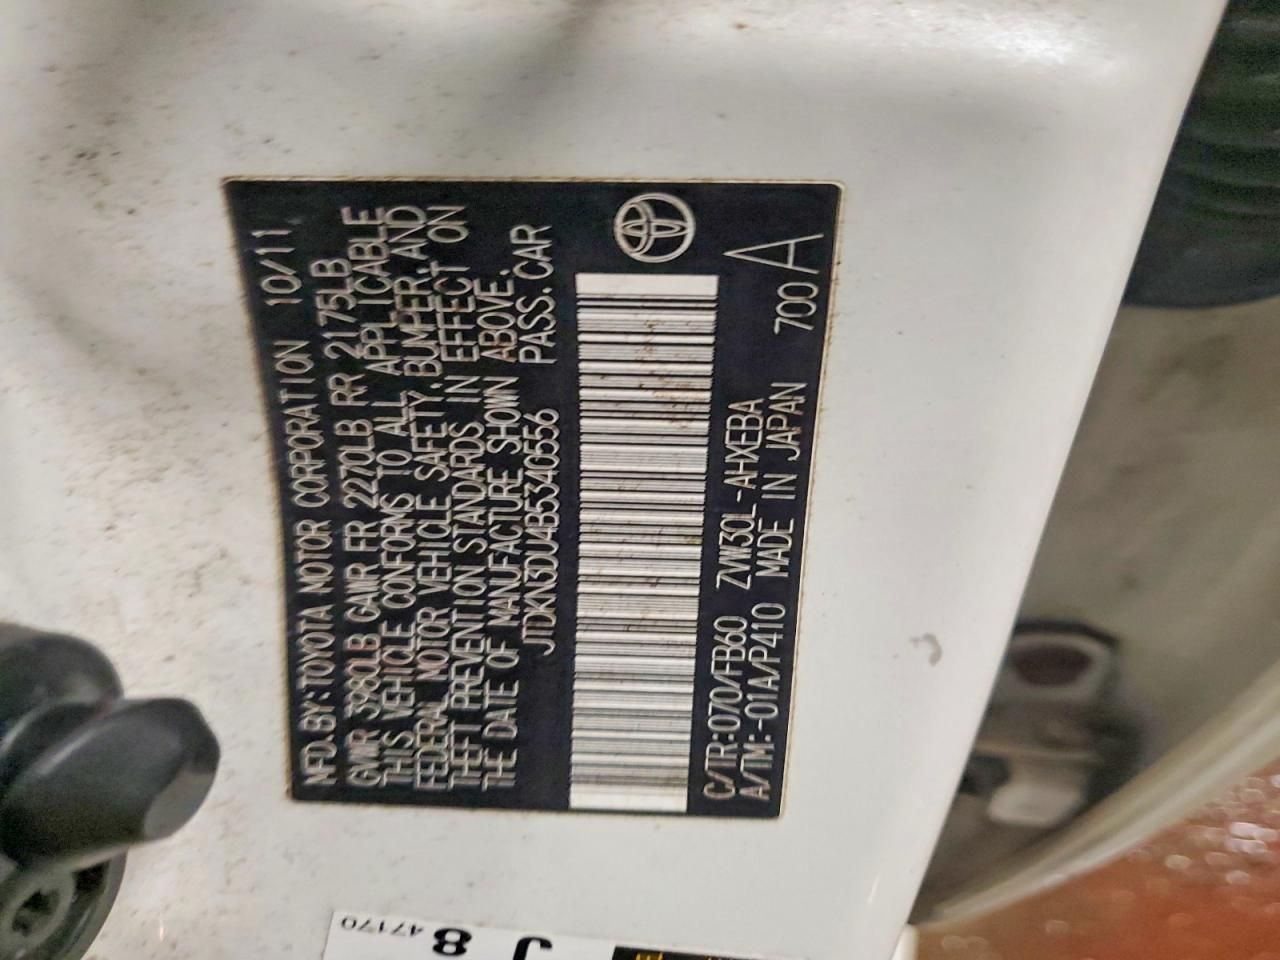 MFD.BY:TOYOTA MOTOR CORPORATION 10/11
GVWR 3980LB GAWR FR 2270LB RR 2175LB
THIS VEHICLE CONFORMS TO ALL APPLICABLE
FEDERAL MOTOR VEHICLE SAFETY, BUMPER, AND
THEFT PREVENTION STANDARDS IN EFFECT ON
THE DATE OF MANUFACTURE SHOWN ABOVE.
JTDKN3DU4B5340556 PASS.CAR
C/TR:070/FB60 ZVW30L-AHXEBA
A/TM:-01A/P410 MADE IN JAPAN 700 A
47170
J8